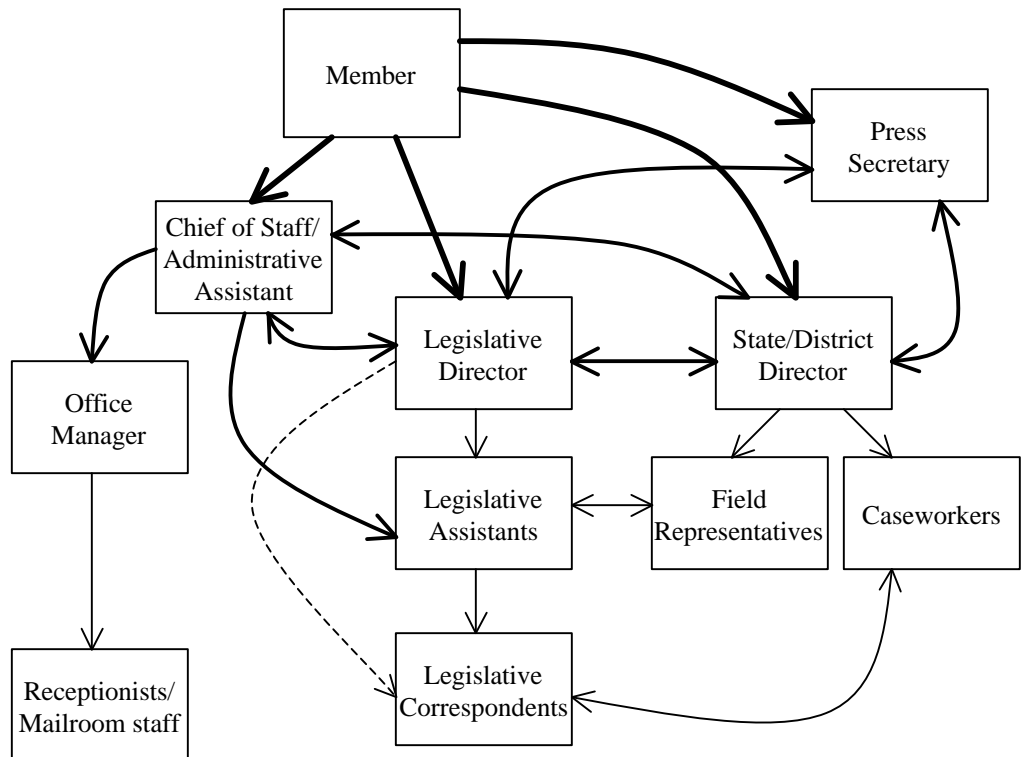 Member
Press
Secretary
Chief of Staff/
Administrative
Assistant
Legislative
Director
State/District
Director
Office
Manager
Legislative
Assistants
Field
Representatives
Caseworkers
Receptionists/
Mailroom staff
Legislative
Correspondents